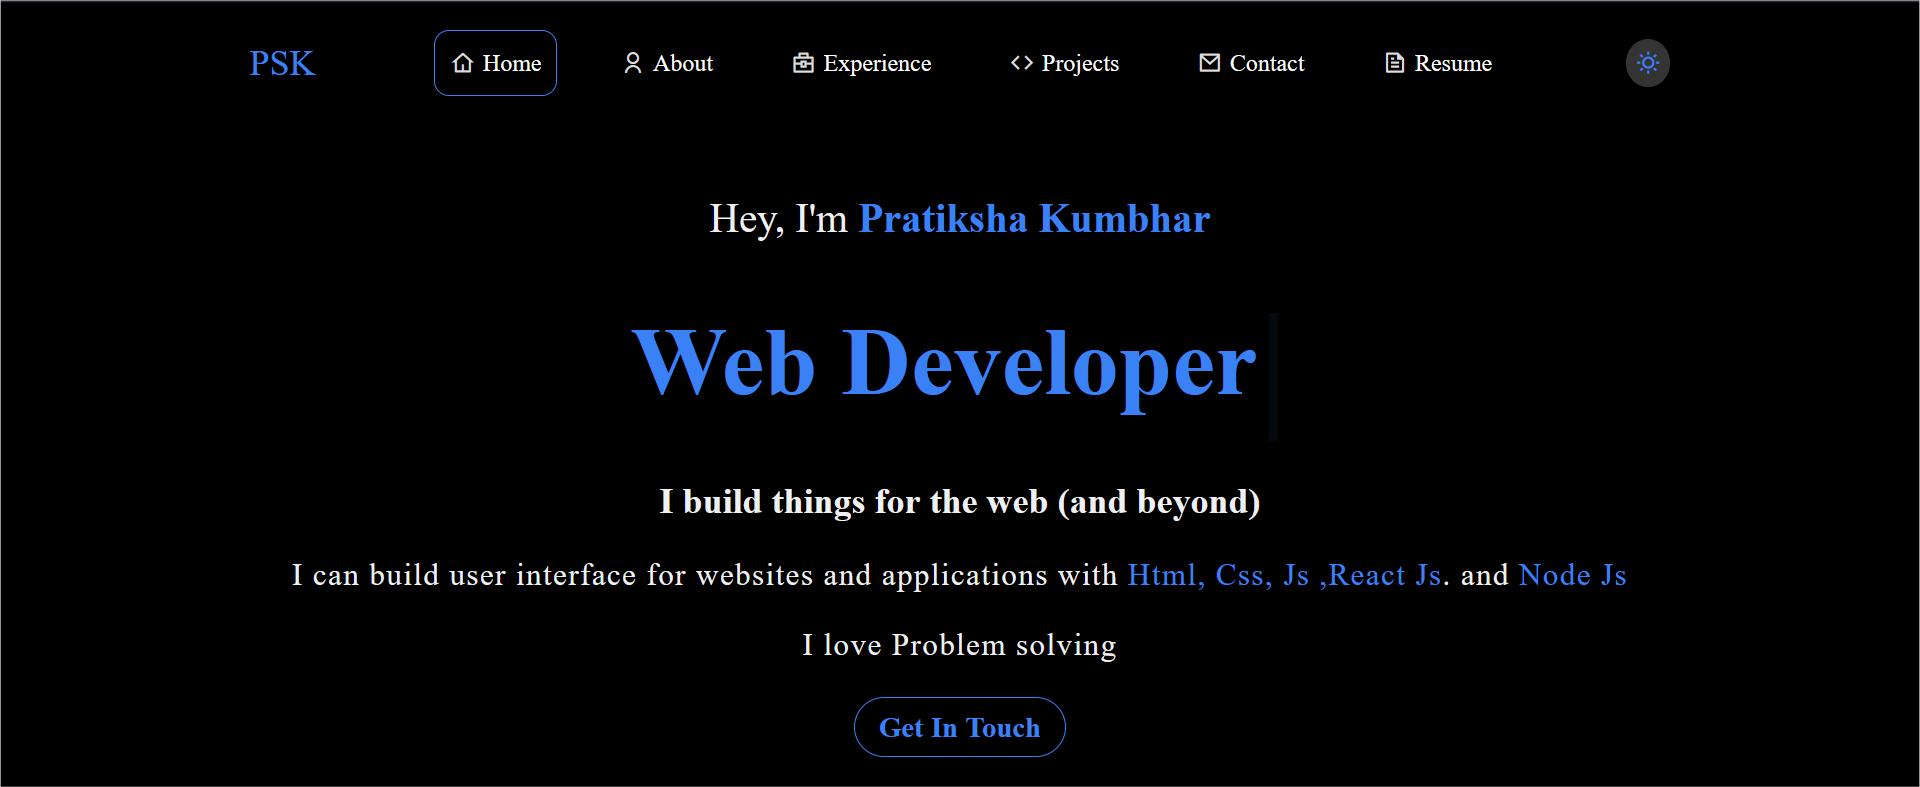 PSK Home About Experience Projects Contact Resume
Hey, I'm Pratiksha Kumbhar
Web Developer
I build things for the web (and beyond)
I can build user interface for websites and applications with Html, Css, Js ,React Js. and Node Js
I love Problem solving
Get In Touch